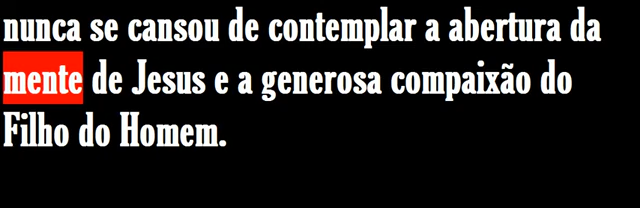 nunca se cansou de contemplar a abertura da
mente de Jesus e a generosa compaixão do
Filho do Homem.